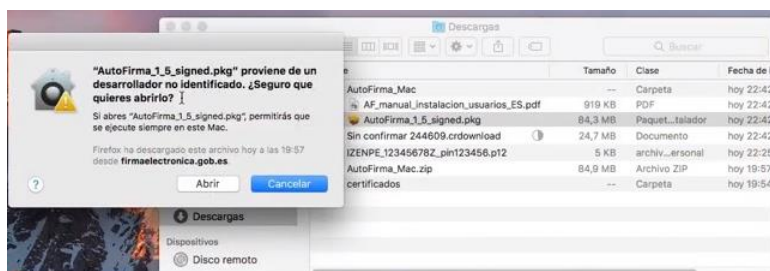 Descargas
Buscar
"AutoFirma_1_5_signed.pkg" proviene de un
desarrollador no identificado. ¿Seguro que
quieres abrirlo?
Si abres "AutoFirma_1_5_signed.pkg", permitirás que
se ejecute siempre en este Mac.
Firefox ha descargado este archivo hoy a las 19:57
desde firmaelectronica.gob.es.
?
Abrir
Cancelar
e Tamaño Clase Fecha de
AutoFirma_Mac -- Carpeta hoy 22:42
AF_manual_instalacion_usuarios_ES.pdf 919 KB PDF hoy 22:42
AutoFirma_1_5_signed.pkg 84,3 MB Paquet...talador hoy 22:42
Sin confirmar 244609.crdownload 24,7 MB Documento hoy 22:42
IZENPE_12345678Z_pin123456.p12 5 KB archiv...ersonal hoy 22:25
AutoFirma_Mac.zip 84,9 MB Archivo ZIP hoy 19:57
certificados -- Carpeta hoy 19:54
Descargas
Dispositivos
Disco remoto